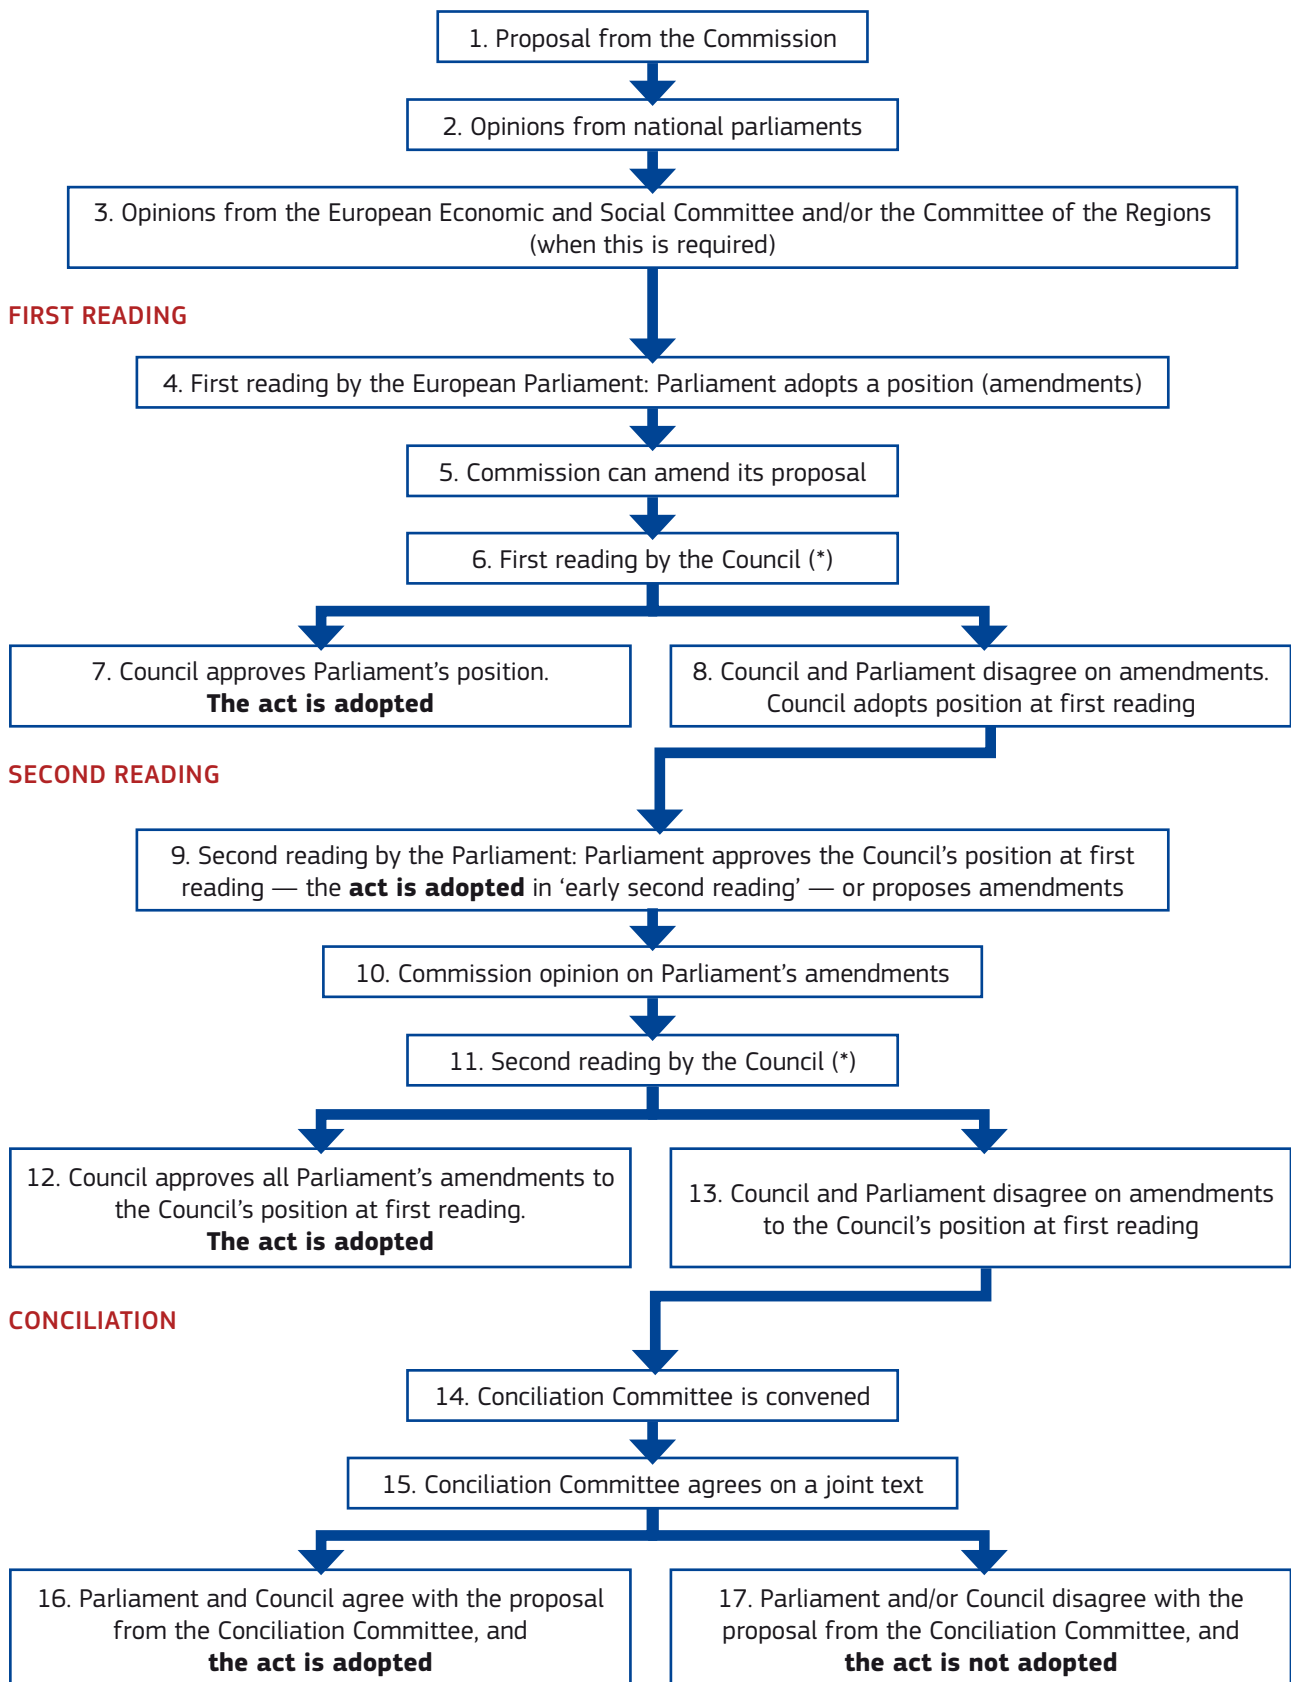 1. Proposal from the Commission
2. Opinions from national parliaments
3. Opinions from the European Economic and Social Committee and/or the Committee of the Regions
(when this is required)
FIRST READING
4. First reading by the European Parliament: Parliament adopts a position (amendments)
5. Commission can amend its proposal
6. First reading by the Council (*)
7. Council approves Parliament’s position.
The act is adopted
8. Council and Parliament disagree on amendments.
Council adopts position at first reading
SECOND READING
9. Second reading by the Parliament: Parliament approves the Council’s position at first
reading — the act is adopted in ‘early second reading’ — or proposes amendments
10. Commission opinion on Parliament’s amendments
11. Second reading by the Council (*)
12. Council approves all Parliament’s amendments to
the Council’s position at first reading.
The act is adopted
13. Council and Parliament disagree on amendments
to the Council’s position at first reading
CONCILIATION
14. Conciliation Committee is convened
15. Conciliation Committee agrees on a joint text
16. Parliament and Council agree with the proposal
from the Conciliation Committee, and
the act is adopted
17. Parliament and/or Council disagree with the
proposal from the Conciliation Committee, and
the act is not adopted